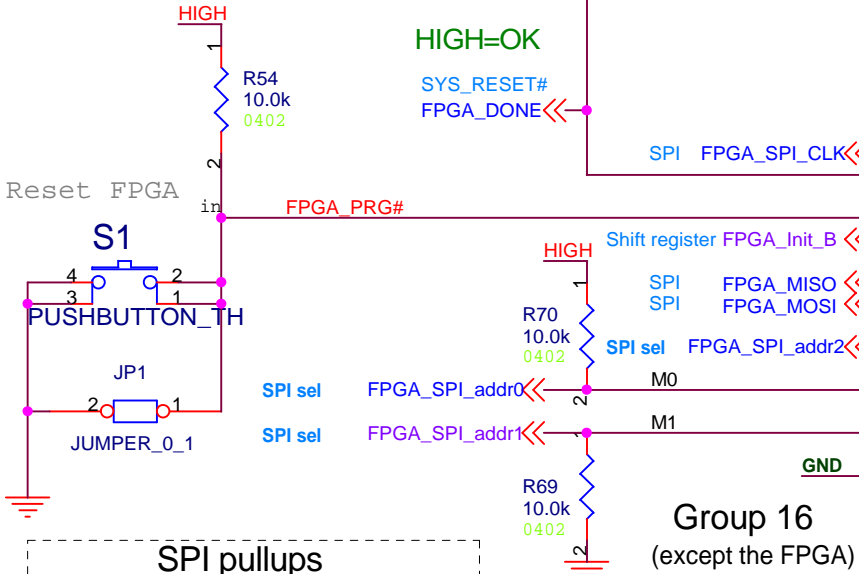 HIGH
1
R54
10.0k
0402
2
HIGH=OK
SYS_RESET#
FPGA_DONE
SPI FPGA_SPI_CLK
Reset FPGA
in
FPGA_PRG#
S1
4 2
3 1
PUSHBUTTON_TH
Shift register FPGA_Init_B
HIGH
1
SPI FPGA_MISO
SPI FPGA_MOSI
R70
10.0k
0402
2
SPI sel FPGA_SPI_addr2
JP1
2 1
JUMPER_0_1
SPI sel FPGA_SPI_addr0
M0
SPI sel FPGA_SPI_addr1
M1
1
GND
R69
10.0k
0402
2
Group 16
(except the FPGA)
SPI pullups